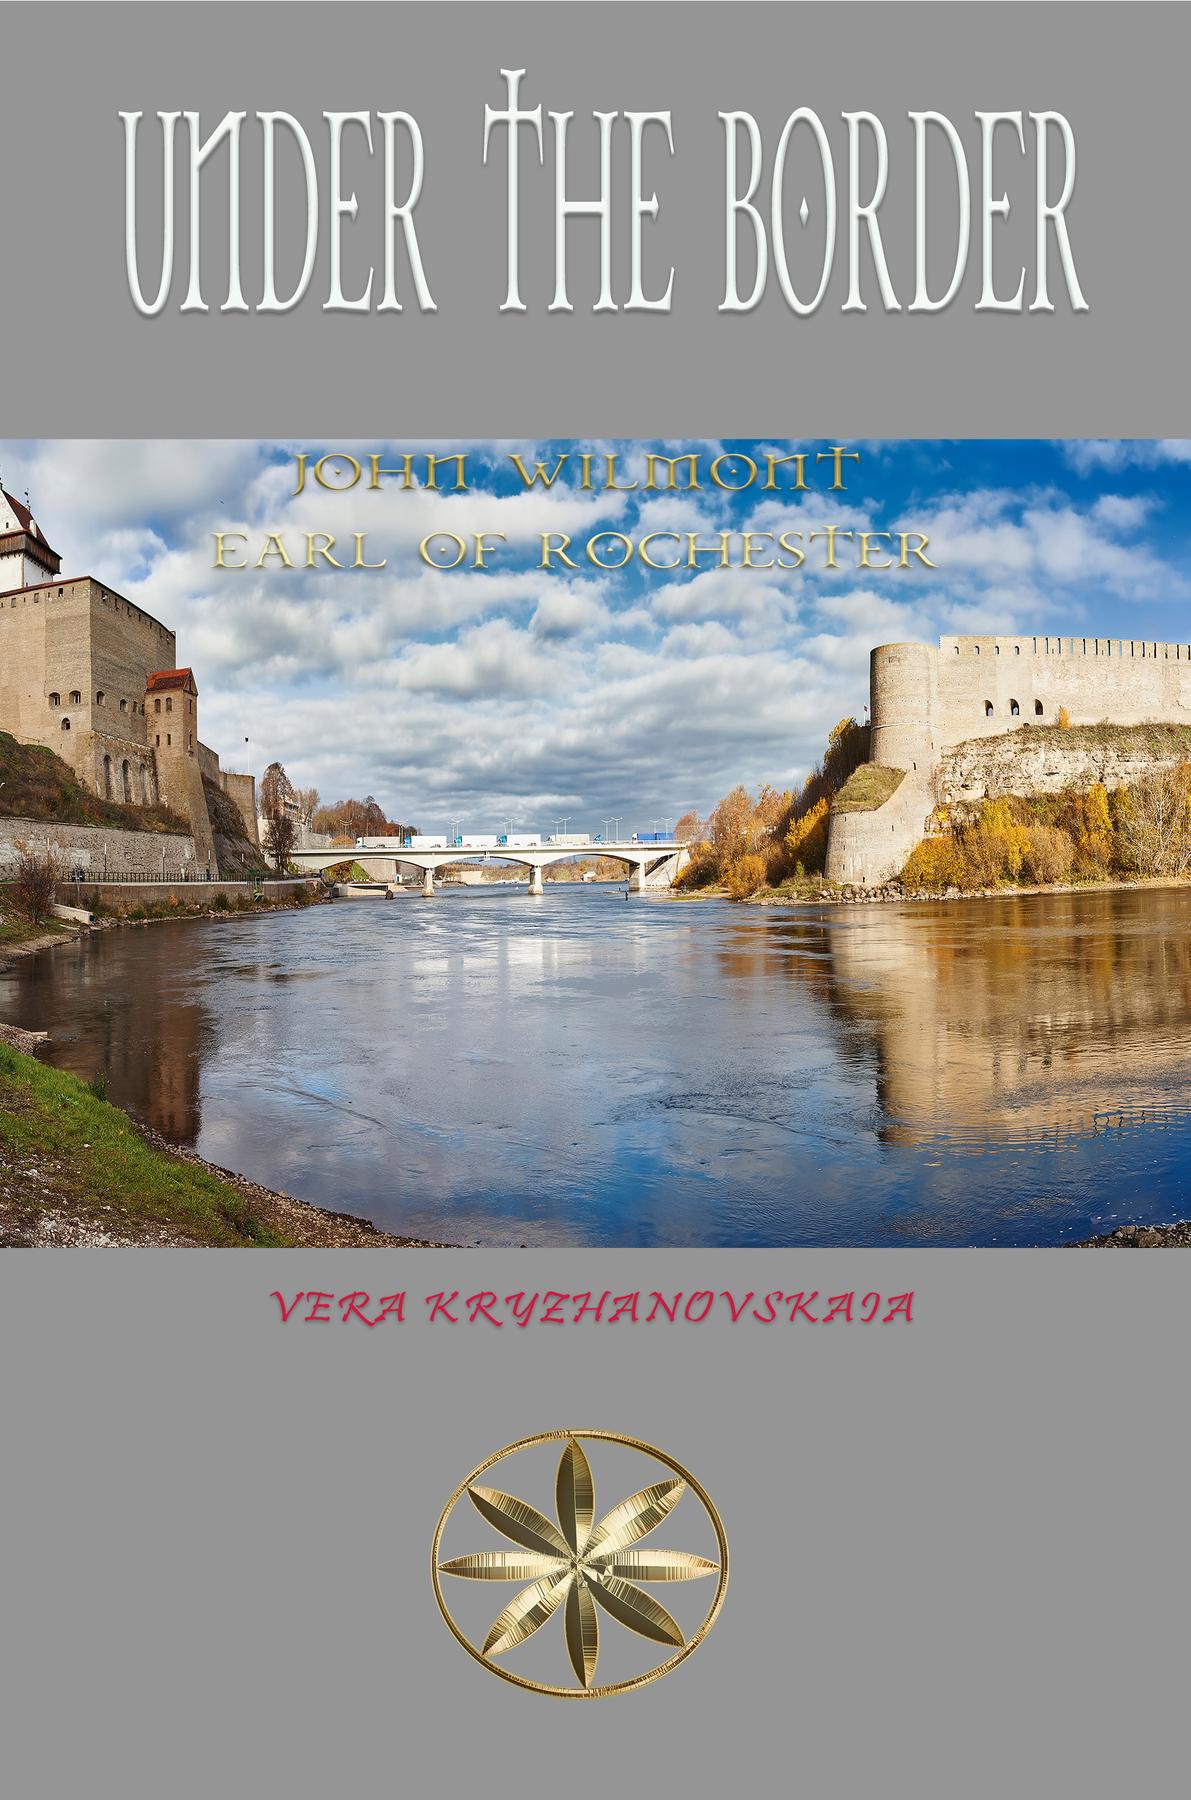 UNDER THE BORDER
JOHN WILMONT
EARL OF ROCHESTER
VERA KRYZHANOVSKAIA